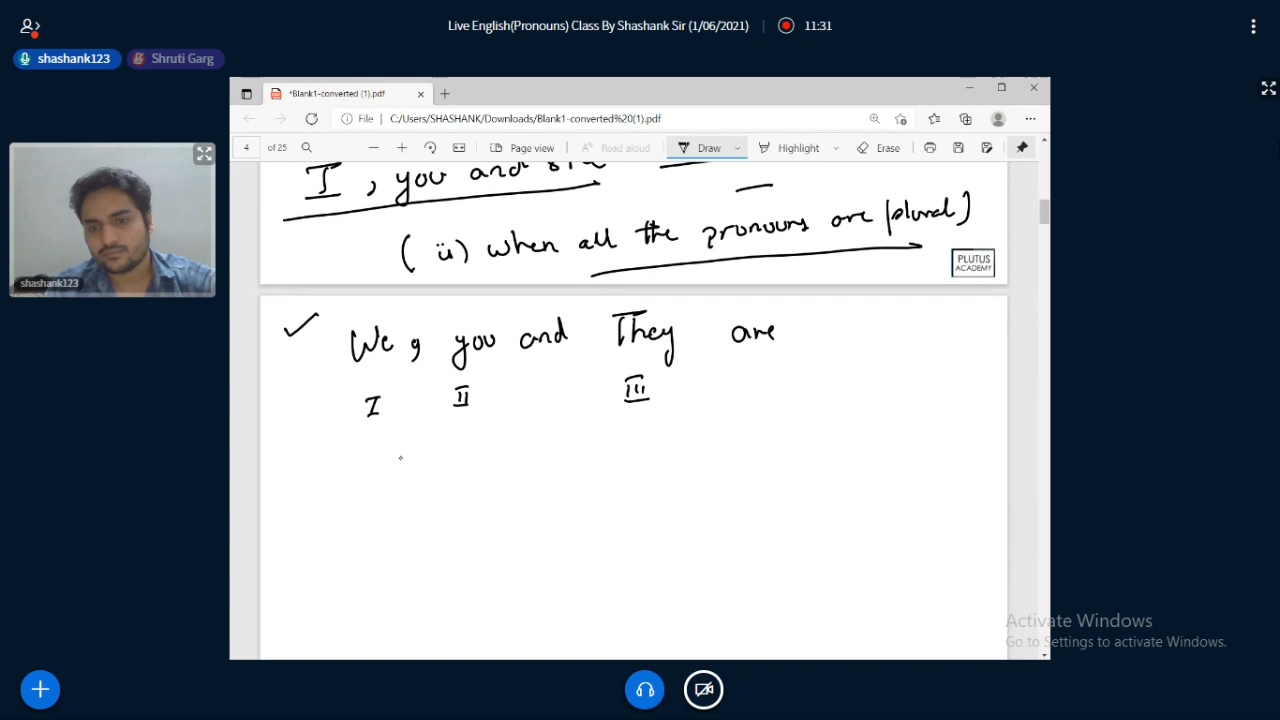 Live English(Pronouns) Class By Shashank Sir (1/06/2021)
11:31
shashank123
Shruti Garg
*Blank1-converted (1).pdf
File
C:/Users/SHASHANK/Downloads/Blank1-converted%20(1).pdf
4
of 25
Page view
Read aloud
Draw
Highlight
Erase
I, you and
(ii) when all the pronouns are [plural]
PLUTUS
ACADEMY
shashank123
We, you and They are
I II III
Activate Windows
Go to Settings to activate Windows.